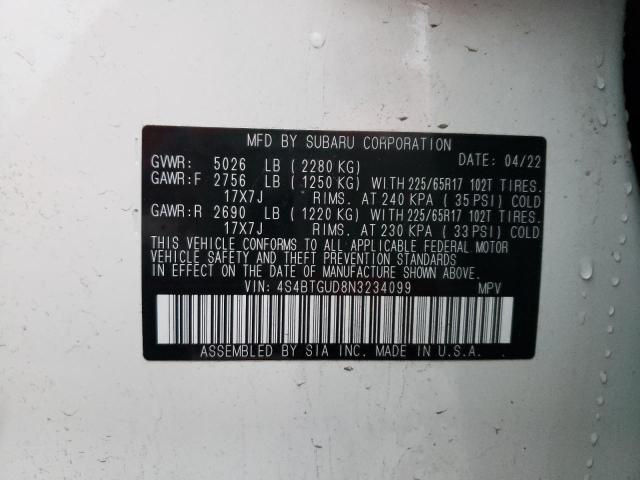 MFD BY SUBARU CORPORATION
GVWR: 5026 LB ( 2280 KG) DATE: 04/22
GAWR:F 2756 LB ( 1250 KG) WITH 225/65R17 102T TIRES.
17X7J RIMS. AT 240 KPA ( 35 PSI) COLD
GAWR:R 2690 LB ( 1220 KG) WITH 225/65R17 102T TIRES.
17X7J RIMS. AT 230 KPA ( 33 PSI) COLD
THIS VEHICLE CONFORMS TO ALL APPLICABLE FEDERAL MOTOR
VEHICLE SAFETY AND THEFT PREVENTION STANDARDS
IN EFFECT ON THE DATE OF MANUFACTURE SHOWN ABOVE.
VIN: 4S4BTGUD8N3234099 MPV
ASSEMBLED BY SIA INC. MADE IN U.S.A.